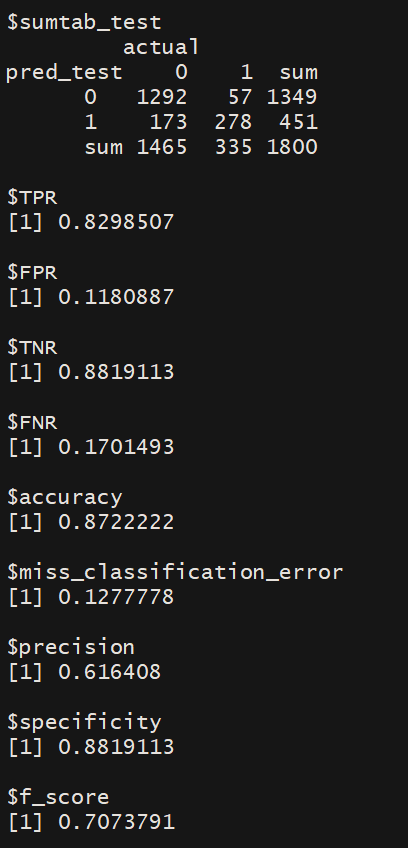 $sumtab_test
actual
pred_test 0 1 sum
0 1292 57 1349
1 173 278 451
sum 1465 335 1800
$TPR
[1] 0.8298507
$FPR
[1] 0.1180887
$TNR
[1] 0.8819113
$FNR
[1] 0.1701493
$accuracy
[1] 0.8722222
$miss_classification_error
[1] 0.1277778
$precision
[1] 0.616408
$specificity
[1] 0.8819113
$f_score
[1] 0.7073791